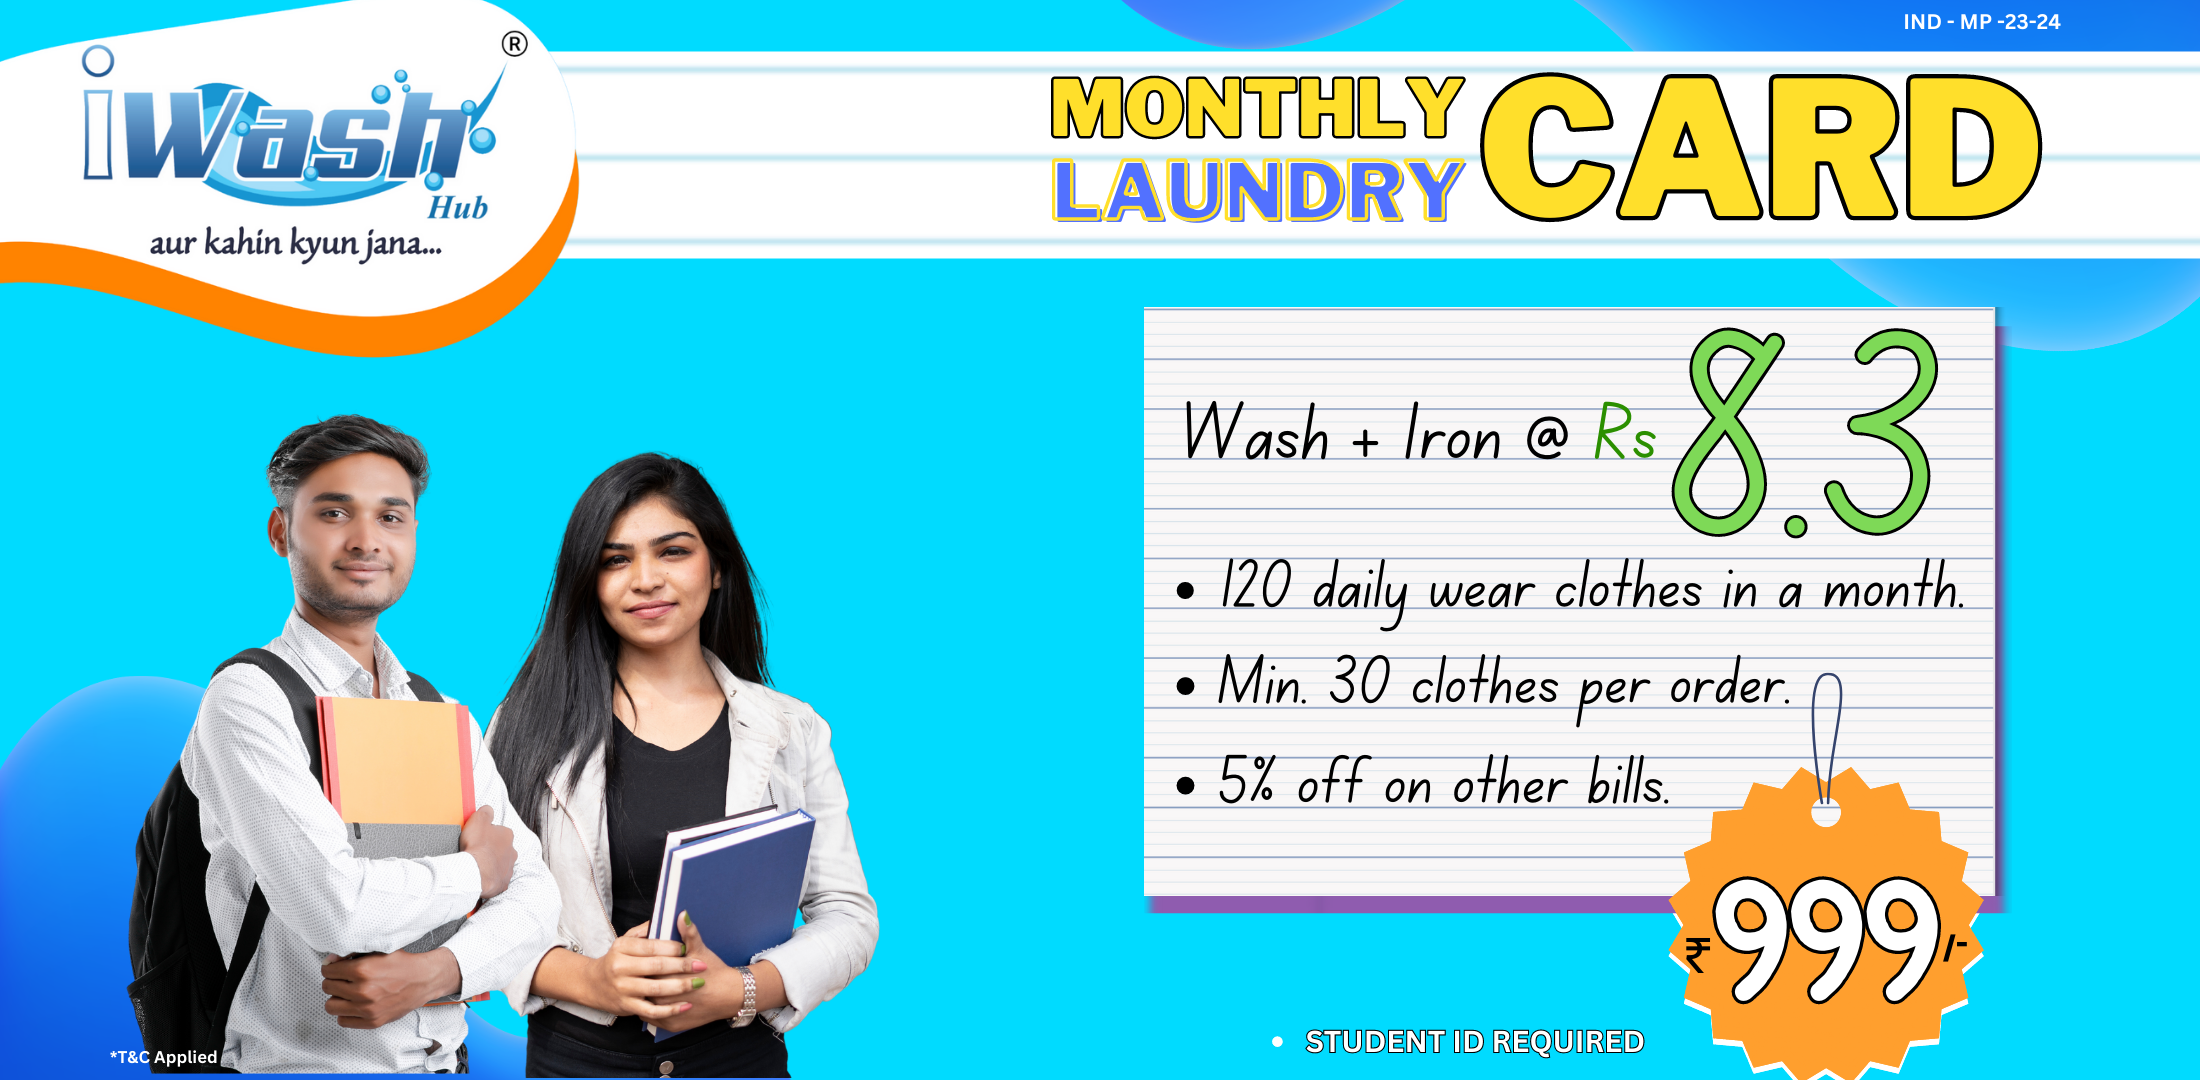 IND - MP -23-24
®
iWash
Hub
aur kahin kyun jana...
MONTHLY
LAUNDRY
CARD
Wash + Iron @ Rs 8.3
• 120 daily wear clothes in a month.
• Min. 30 clothes per order.
• 5% off on other bills.
₹999/-
• STUDENT ID REQUIRED
*T&C Applied